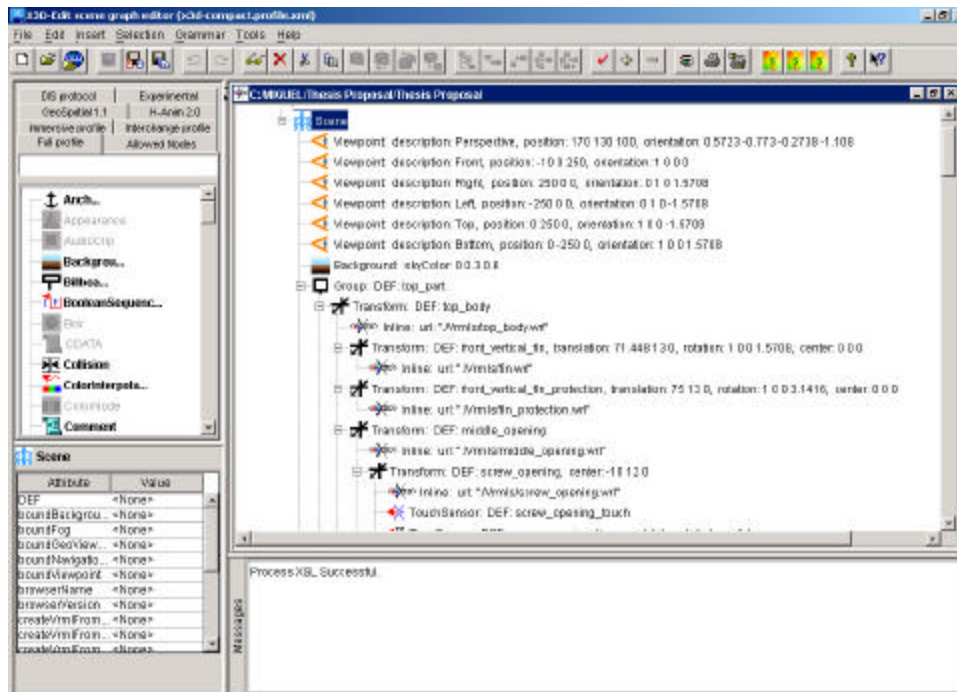 X3D-Edit scene graph editor (x3d-compact.profile.xml)
File Edit Insert Selection Grammar Tools Help
DIS protocol Experimental
GeoSpatial 1.1 H-Anim 2.0
Immersive profile Interchange profile
Full profile Allowed Nodes
Anch...
Appearance
AudioClip
Backgrou...
Billboa...
BooleanSequenc...
Box
CDATA
Collision
ColorInterpola...
ColorNode
Comment
Scene
Attribute Value
DEF <None>
boundBackgrou... <None>
boundFog <None>
boundGeoView... <None>
boundNavigatio... <None>
boundViewpoint <None>
browserName <None>
browserVersion <None>
createVrmlFrom... <None>
createVrmlFrom... <None>
createVrmlFrom... <None>
C:\MIGUEL\Thesis Proposal\Thesis Proposal
Scene
Viewpoint: description: Perspective, position: 170 130 100, orientation: 0.5723 -0.773 -0.2738 -1.108
Viewpoint: description: Front, position: -10 0 250, orientation: 1 0 0 0
Viewpoint: description: Right, position: 250 0 0, orientation: 0 1 0 1.5708
Viewpoint: description: Left, position: -250 0 0, orientation: 0 1 0 -1.5708
Viewpoint: description: Top, position: 0 250 0, orientation: 1 0 0 -1.5708
Viewpoint: description: Bottom, position: 0 -250 0, orientation: 1 0 0 1.5708
Background: skyColor: 0 0.3 0.8
Group: DEF: top_part
Transform: DEF: top_body
Inline: url: "./Vrmls/top_body.wrl"
Transform: DEF: front_vertical_fin, translation: 71.448 13 0, rotation: 1 0 0 1.5708, center: 0 0 0
Inline: url: "./Vrmls/fin.wrl"
Transform: DEF: front_vertical_fin_protection, translation: 75 13 0, rotation: 1 0 0 3.1416, center: 0 0 0
Inline: url: "./Vrmls/fin_protection.wrl"
Transform: DEF: middle_opening
Inline: url: "./Vrmls/middle_opening.wrl"
Transform: DEF: screw_opening, center: -10 12 0
Inline: url: "./Vrmls/screw_opening.wrl"
TouchSensor: DEF: screw_opening_touch
Messages
Process XSL Successful.